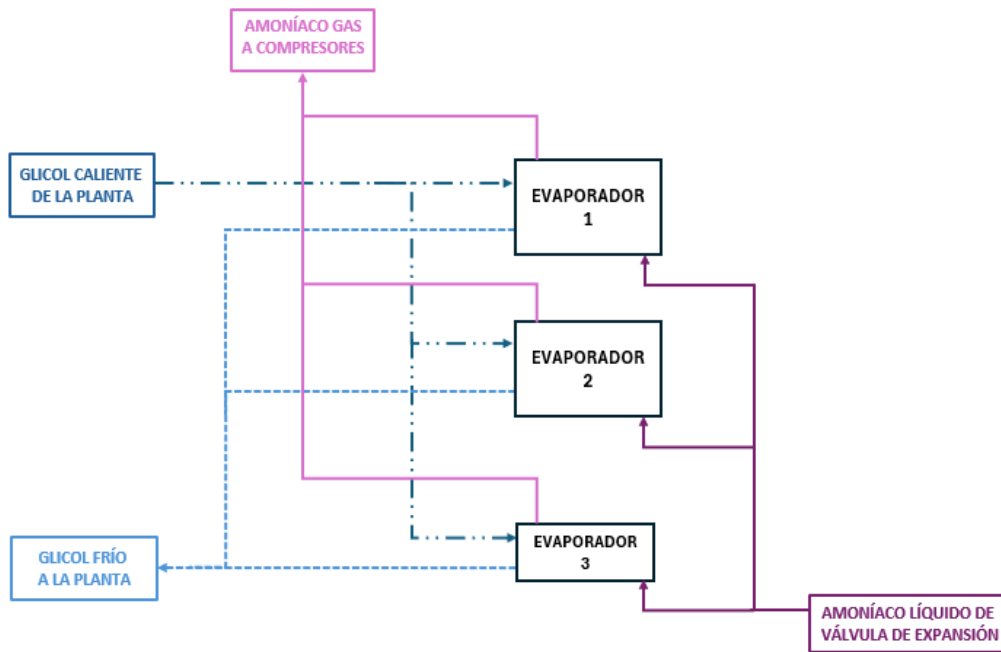 AMONÍACO GAS
A COMPRESORES
GLICOL CALIENTE
DE LA PLANTA
EVAPORADOR
1
EVAPORADOR
2
EVAPORADOR
3
GLICOL FRÍO
A LA PLANTA
AMONÍACO LÍQUIDO DE
VÁLVULA DE EXPANSIÓN